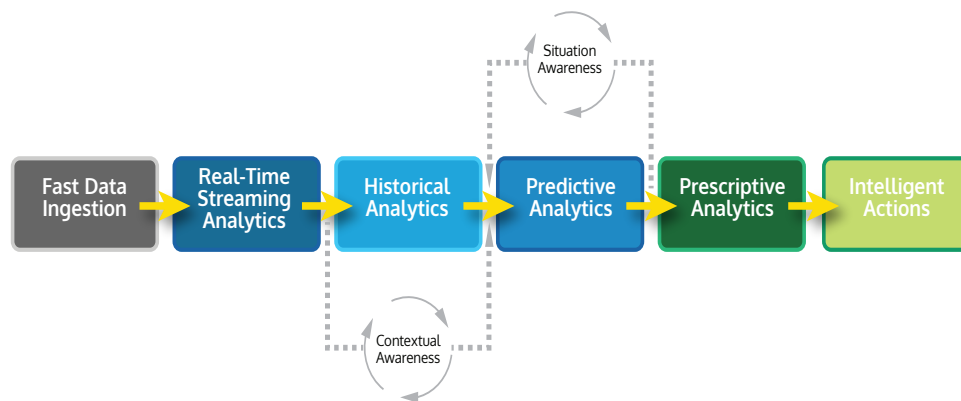 Situation
Awareness
Fast Data
Ingestion
Real-Time
Streaming
Analytics
Historical
Analytics
Predictive
Analytics
Prescriptive
Analytics
Intelligent
Actions
Contextual
Awareness